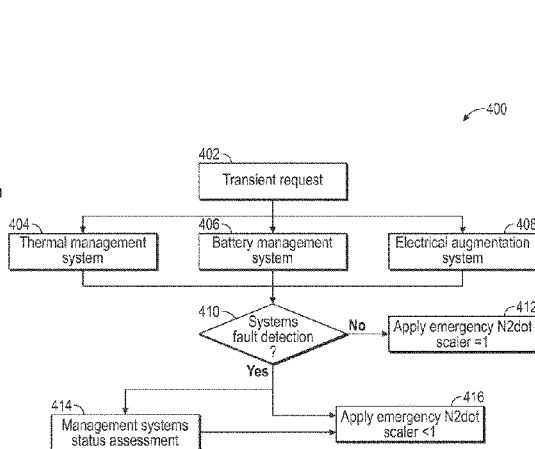 400
402
Transient request
404
Thermal management
system
406
Battery management
system
408
Electrical augmentation
system
410
Systems
fault detection
?
No
412
Apply emergency N2dot
scaler =1
Yes
414
Management systems
status assessment
416
Apply emergency N2dot
scaler <1